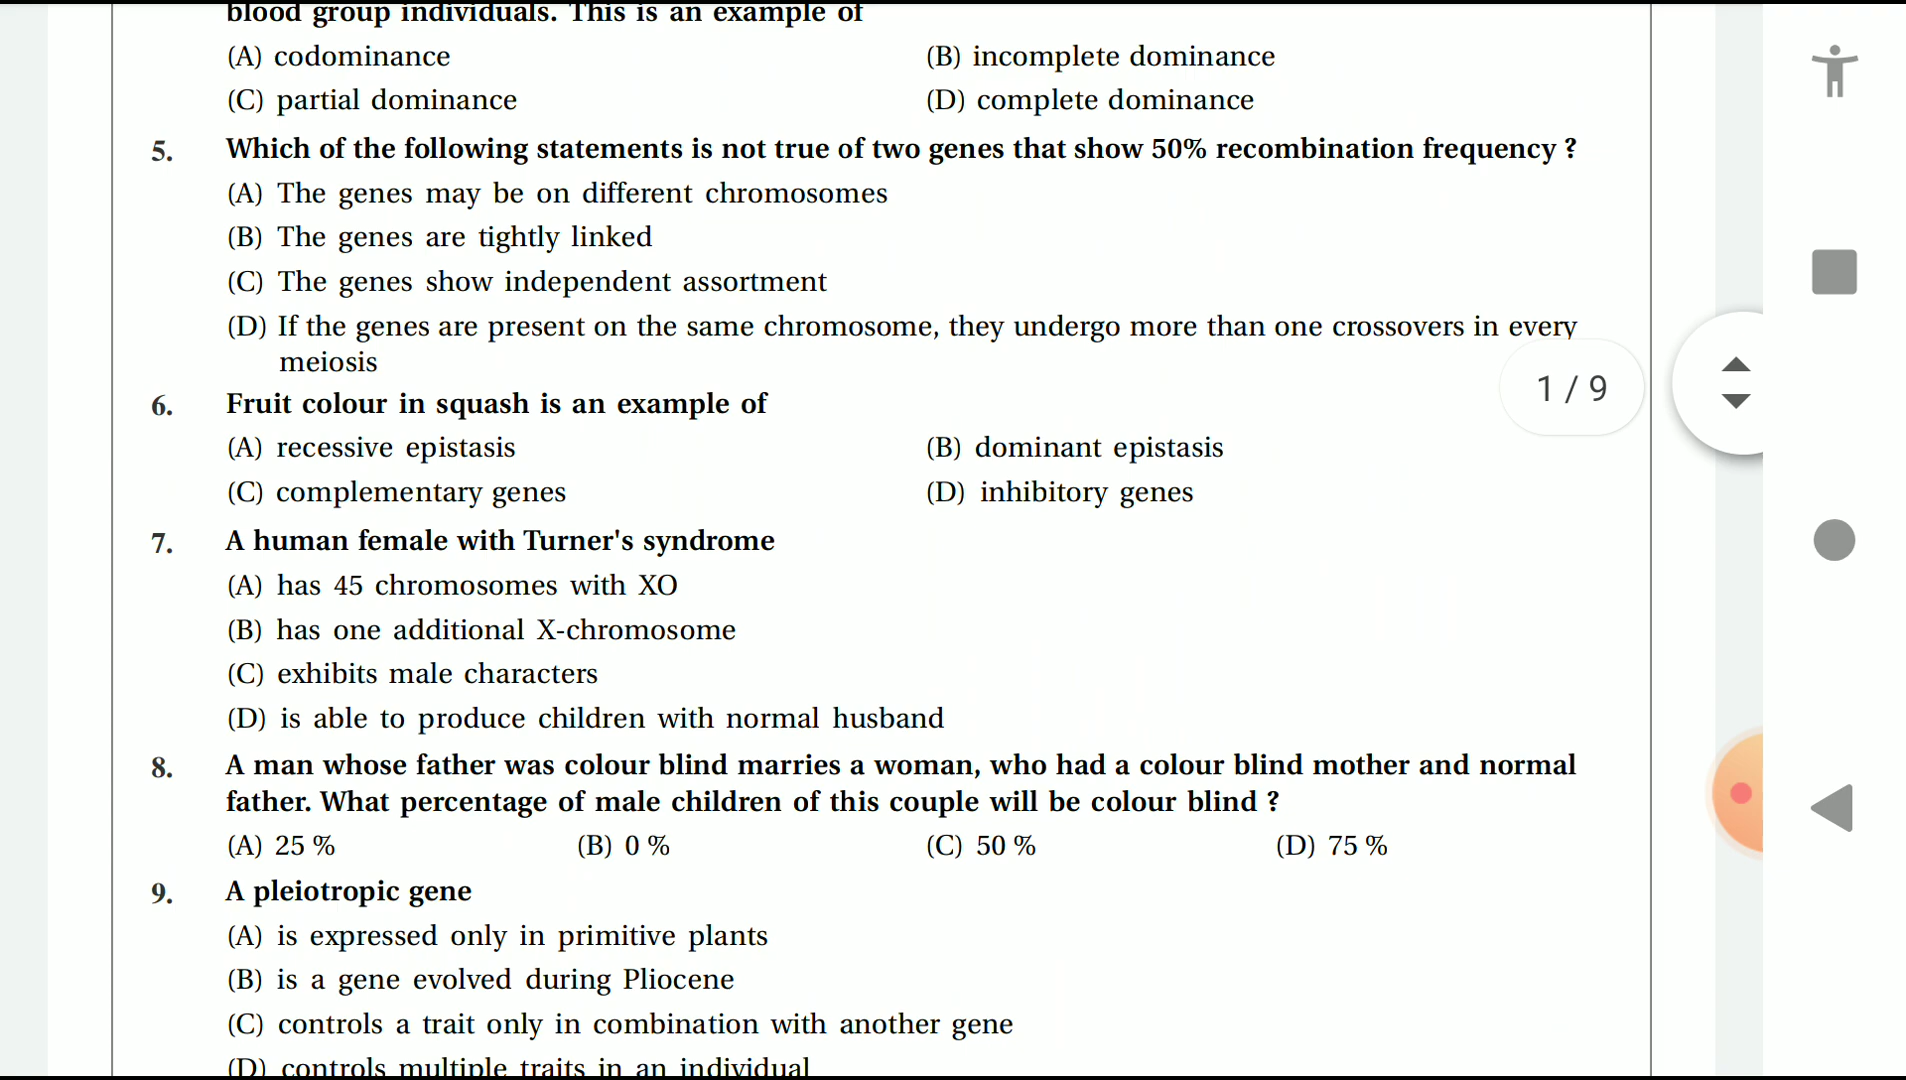 blood group individuals. This is an example of
(A) codominance (B) incomplete dominance
(C) partial dominance (D) complete dominance
5. Which of the following statements is not true of two genes that show 50% recombination frequency ?
(A) The genes may be on different chromosomes
(B) The genes are tightly linked
(C) The genes show independent assortment
(D) If the genes are present on the same chromosome, they undergo more than one crossovers in every
meiosis
1 / 9
6. Fruit colour in squash is an example of
(A) recessive epistasis (B) dominant epistasis
(C) complementary genes (D) inhibitory genes
7. A human female with Turner's syndrome
(A) has 45 chromosomes with XO
(B) has one additional X-chromosome
(C) exhibits male characters
(D) is able to produce children with normal husband
8. A man whose father was colour blind marries a woman, who had a colour blind mother and normal
father. What percentage of male children of this couple will be colour blind ?
(A) 25 % (B) 0 % (C) 50 % (D) 75 %
9. A pleiotropic gene
(A) is expressed only in primitive plants
(B) is a gene evolved during Pliocene
(C) controls a trait only in combination with another gene
(D) controls multiple traits in an individual